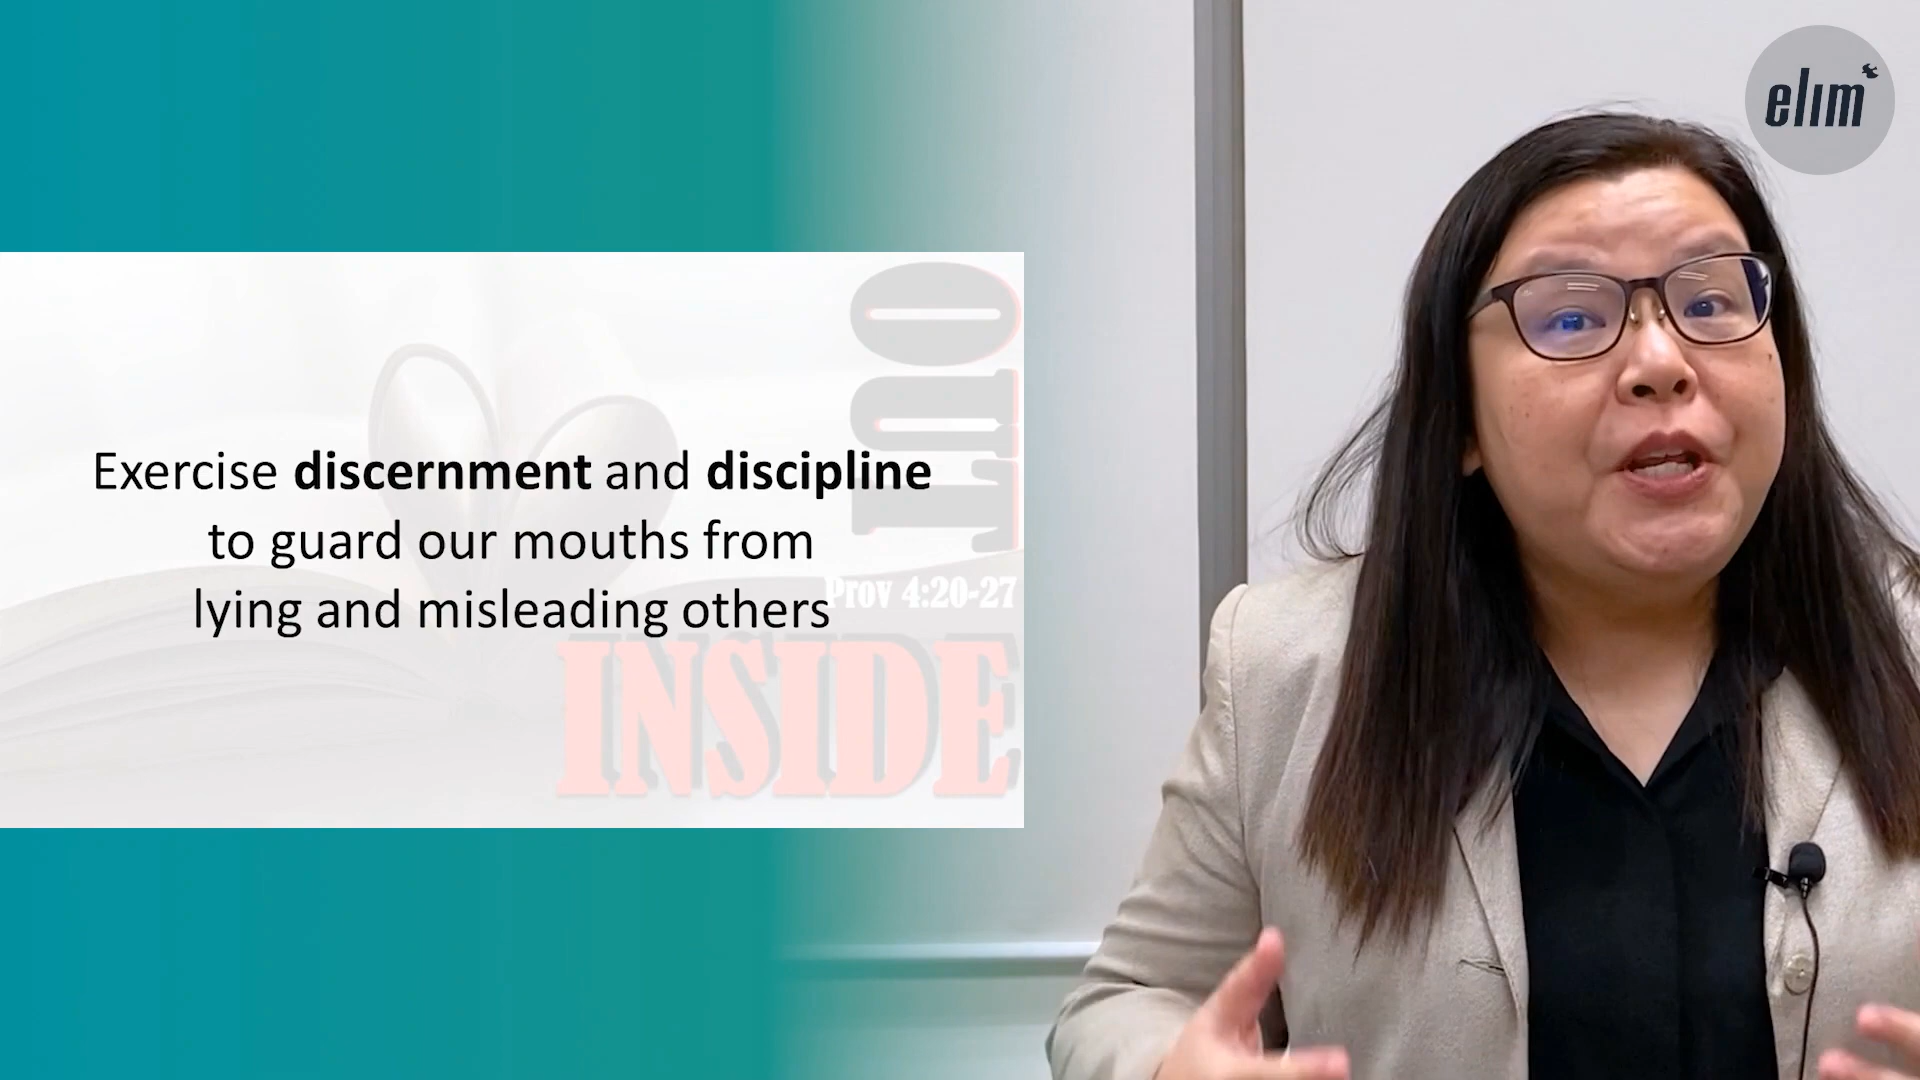 elim
Exercise discernment and discipline
to guard our mouths from
lying and misleading others
OUT
Prov 4:20-27
INSIDE